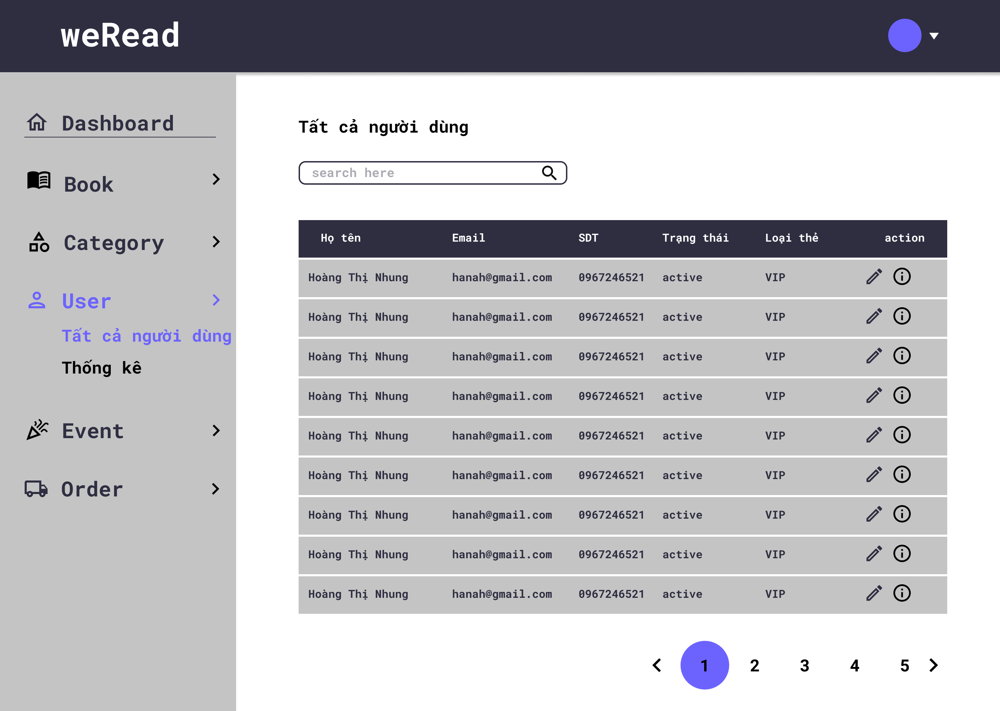 weRead
Dashboard
Book
Category
User
Tất cả người dùng
Thống kê
Event
Order
Tất cả người dùng
search here
Họ tên Email SDT Trạng thái Loại thẻ action
Hoàng Thị Nhung hanah@gmail.com 0967246521 active VIP
Hoàng Thị Nhung hanah@gmail.com 0967246521 active VIP
Hoàng Thị Nhung hanah@gmail.com 0967246521 active VIP
Hoàng Thị Nhung hanah@gmail.com 0967246521 active VIP
Hoàng Thị Nhung hanah@gmail.com 0967246521 active VIP
Hoàng Thị Nhung hanah@gmail.com 0967246521 active VIP
Hoàng Thị Nhung hanah@gmail.com 0967246521 active VIP
Hoàng Thị Nhung hanah@gmail.com 0967246521 active VIP
Hoàng Thị Nhung hanah@gmail.com 0967246521 active VIP
1 2 3 4 5